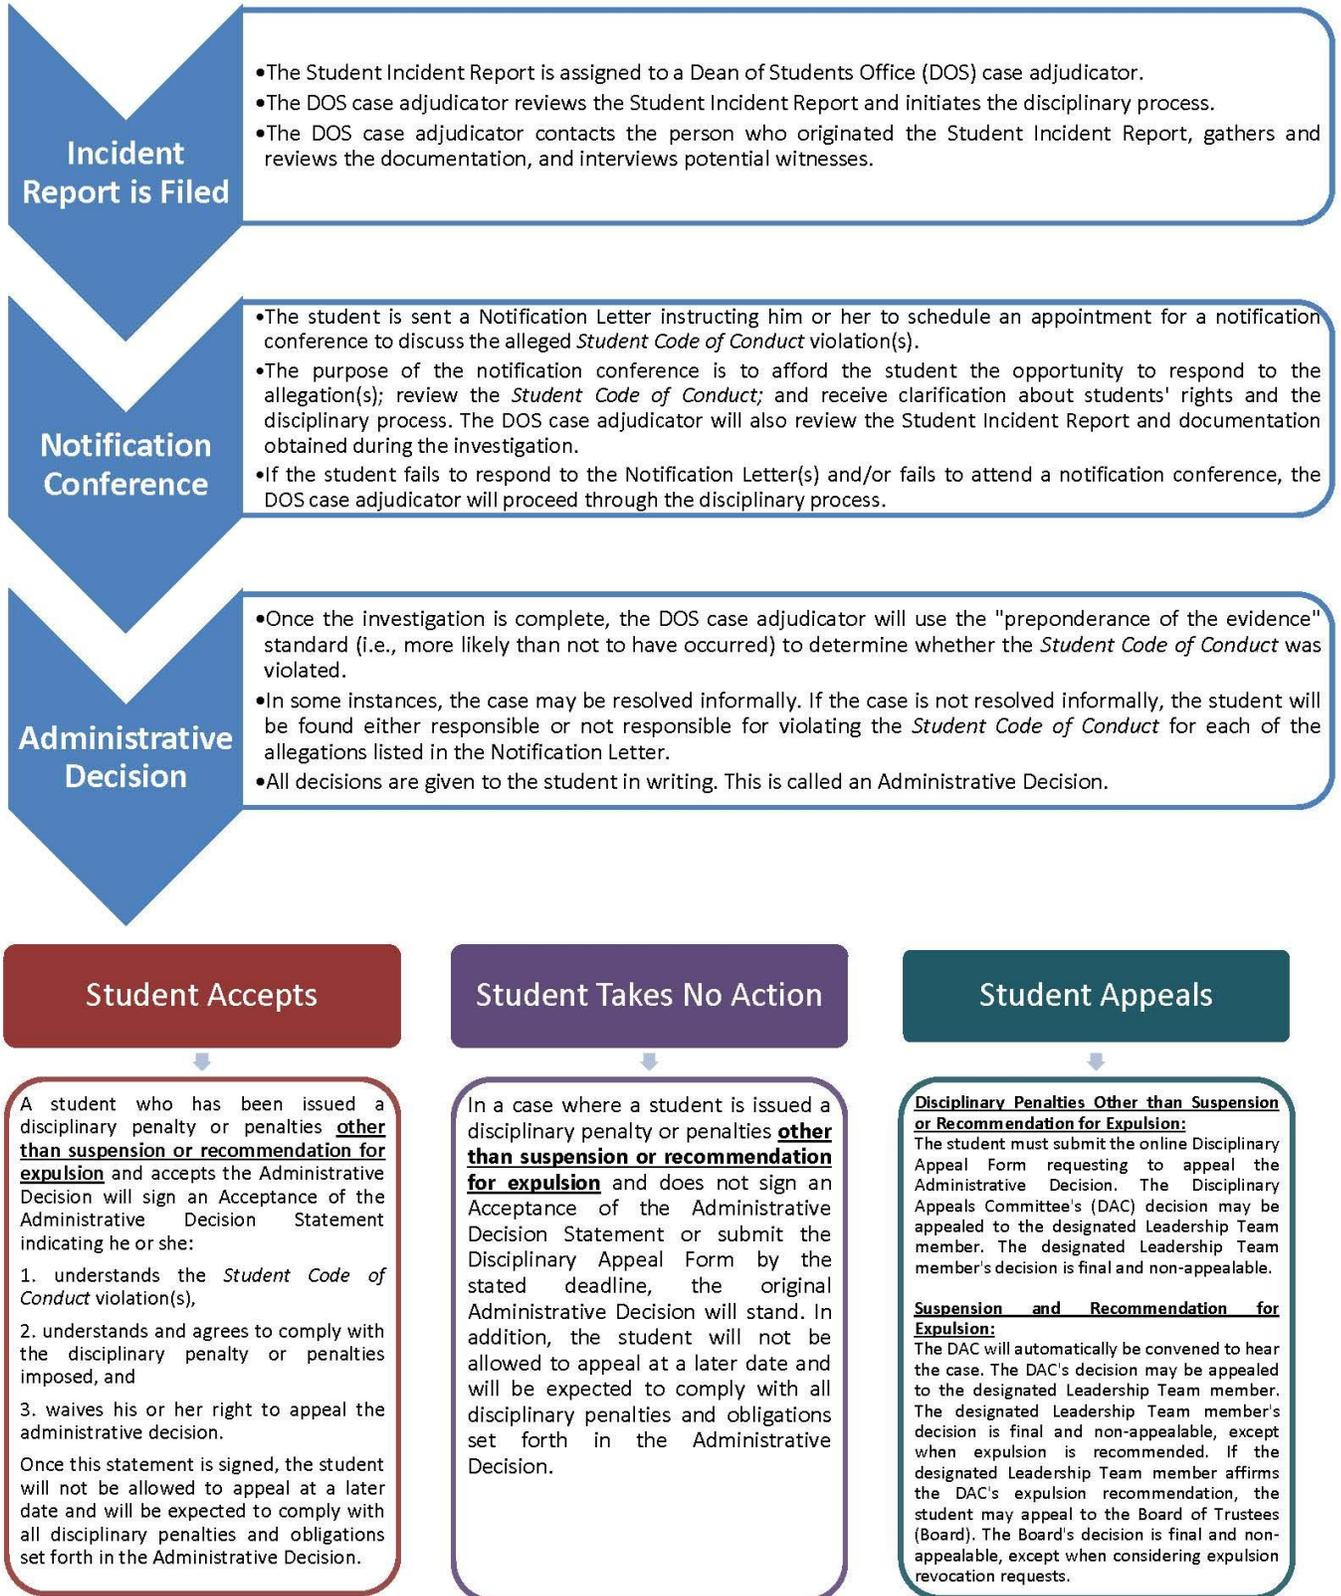 Incident
Report is Filed
•The Student Incident Report is assigned to a Dean of Students Office (DOS) case adjudicator.
•The DOS case adjudicator reviews the Student Incident Report and initiates the disciplinary process.
•The DOS case adjudicator contacts the person who originated the Student Incident Report, gathers and
reviews the documentation, and interviews potential witnesses.
Notification
Conference
•The student is sent a Notification Letter instructing him or her to schedule an appointment for a notification
conference to discuss the alleged Student Code of Conduct violation(s).
•The purpose of the notification conference is to afford the student the opportunity to respond to the
allegation(s); review the Student Code of Conduct; and receive clarification about students' rights and the
disciplinary process. The DOS case adjudicator will also review the Student Incident Report and documentation
obtained during the investigation.
•If the student fails to respond to the Notification Letter(s) and/or fails to attend a notification conference, the
DOS case adjudicator will proceed through the disciplinary process.
Administrative
Decision
•Once the investigation is complete, the DOS case adjudicator will use the "preponderance of the evidence"
standard (i.e., more likely than not to have occurred) to determine whether the Student Code of Conduct was
violated.
•In some instances, the case may be resolved informally. If the case is not resolved informally, the student will
be found either responsible or not responsible for violating the Student Code of Conduct for each of the
allegations listed in the Notification Letter.
•All decisions are given to the student in writing. This is called an Administrative Decision.
Student Accepts
A student who has been issued a
disciplinary penalty or penalties other
than suspension or recommendation for
expulsion and accepts the Administrative
Decision will sign an Acceptance of the
Administrative Decision Statement
indicating he or she:
1. understands the Student Code of
Conduct violation(s),
2. understands and agrees to comply with
the disciplinary penalty or penalties
imposed, and
3. waives his or her right to appeal the
administrative decision.
Once this statement is signed, the student
will not be allowed to appeal at a later
date and will be expected to comply with
all disciplinary penalties and obligations
set forth in the Administrative Decision.
Student Takes No Action
In a case where a student is issued a
disciplinary penalty or penalties other
than suspension or recommendation
for expulsion and does not sign an
Acceptance of the Administrative
Decision Statement or submit the
Disciplinary Appeal Form by the
stated deadline, the original
Administrative Decision will stand. In
addition, the student will not be
allowed to appeal at a later date and
will be expected to comply with all
disciplinary penalties and obligations
set forth in the Administrative
Decision.
Student Appeals
Disciplinary Penalties Other than Suspension
or Recommendation for Expulsion:
The student must submit the online Disciplinary
Appeal Form requesting to appeal the
Administrative Decision. The Disciplinary
Appeals Committee's (DAC) decision may be
appealed to the designated Leadership Team
member. The designated Leadership Team
member's decision is final and non-appealable.
Suspension and Recommendation for
Expulsion:
The DAC will automatically be convened to hear
the case. The DAC's decision may be appealed
to the designated Leadership Team member.
The designated Leadership Team member's
decision is final and non-appealable, except
when expulsion is recommended. If the
designated Leadership Team member affirms
the DAC's expulsion recommendation, the
student may appeal to the Board of Trustees
(Board). The Board's decision is final and non-
appealable, except when considering expulsion
revocation requests.